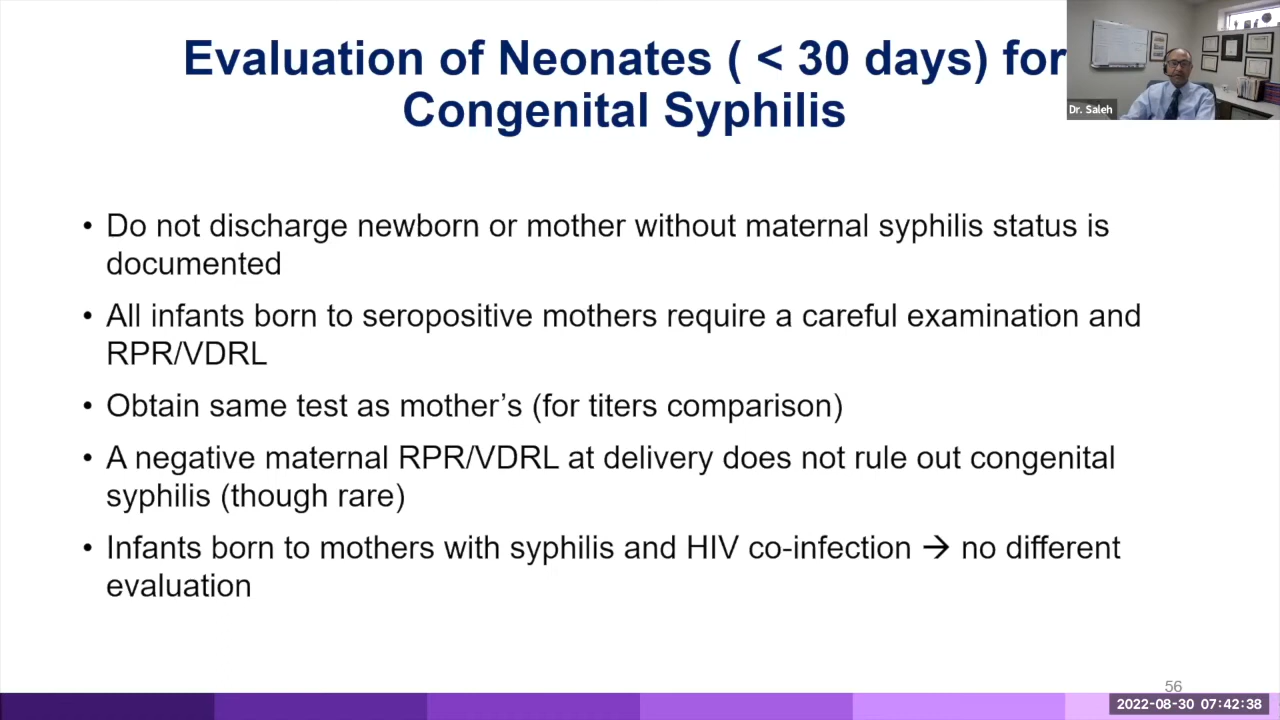 Evaluation of Neonates ( < 30 days) for
Congenital Syphilis
Dr. Saleh
• Do not discharge newborn or mother without maternal syphilis status is
documented
• All infants born to seropositive mothers require a careful examination and
RPR/VDRL
• Obtain same test as mother’s (for titers comparison)
• A negative maternal RPR/VDRL at delivery does not rule out congenital
syphilis (though rare)
• Infants born to mothers with syphilis and HIV co-infection → no different
evaluation
56
2022-08-30 07:42:38